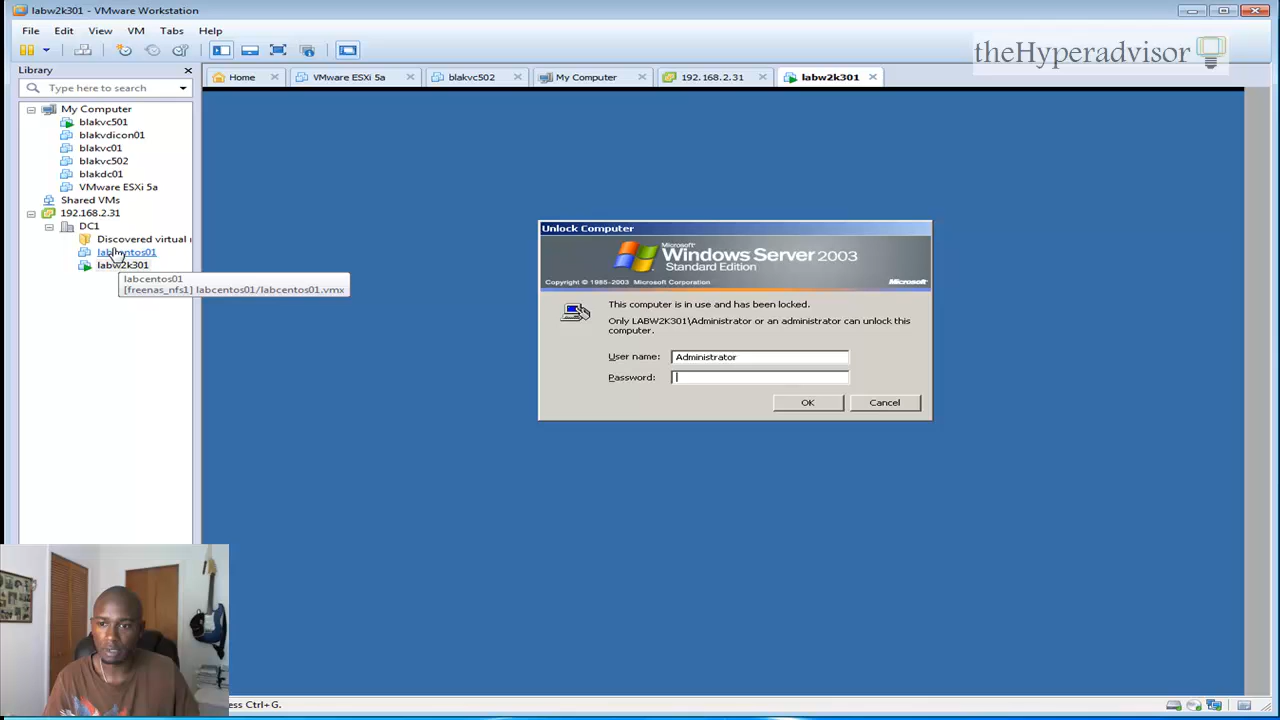 labw2k301 - VMware Workstation
File Edit View VM Tabs Help
theHyperadvisor
Library
Type here to search
Home
VMware ESXi 5a
blakvc502
My Computer
192.168.2.31
labw2k301
My Computer
blakvc501
blakvdicon01
blakvc01
blakvc502
blakdc01
VMware ESXi 5a
Shared VMs
192.168.2.31
DC1
Discovered virtual
labcentos01
labw2k301
labcentos01
[freenas_nfs1] labcentos01/labcentos01.vmx
Unlock Computer
Microsoft
Windows Server 2003
Standard Edition
Copyright © 1985-2003 Microsoft Corporation
Microsoft
This computer is in use and has been locked.
Only LABW2K301\Administrator or an administrator can unlock this
computer.
User name: Administrator
Password:
OK Cancel
ess Ctrl+G.